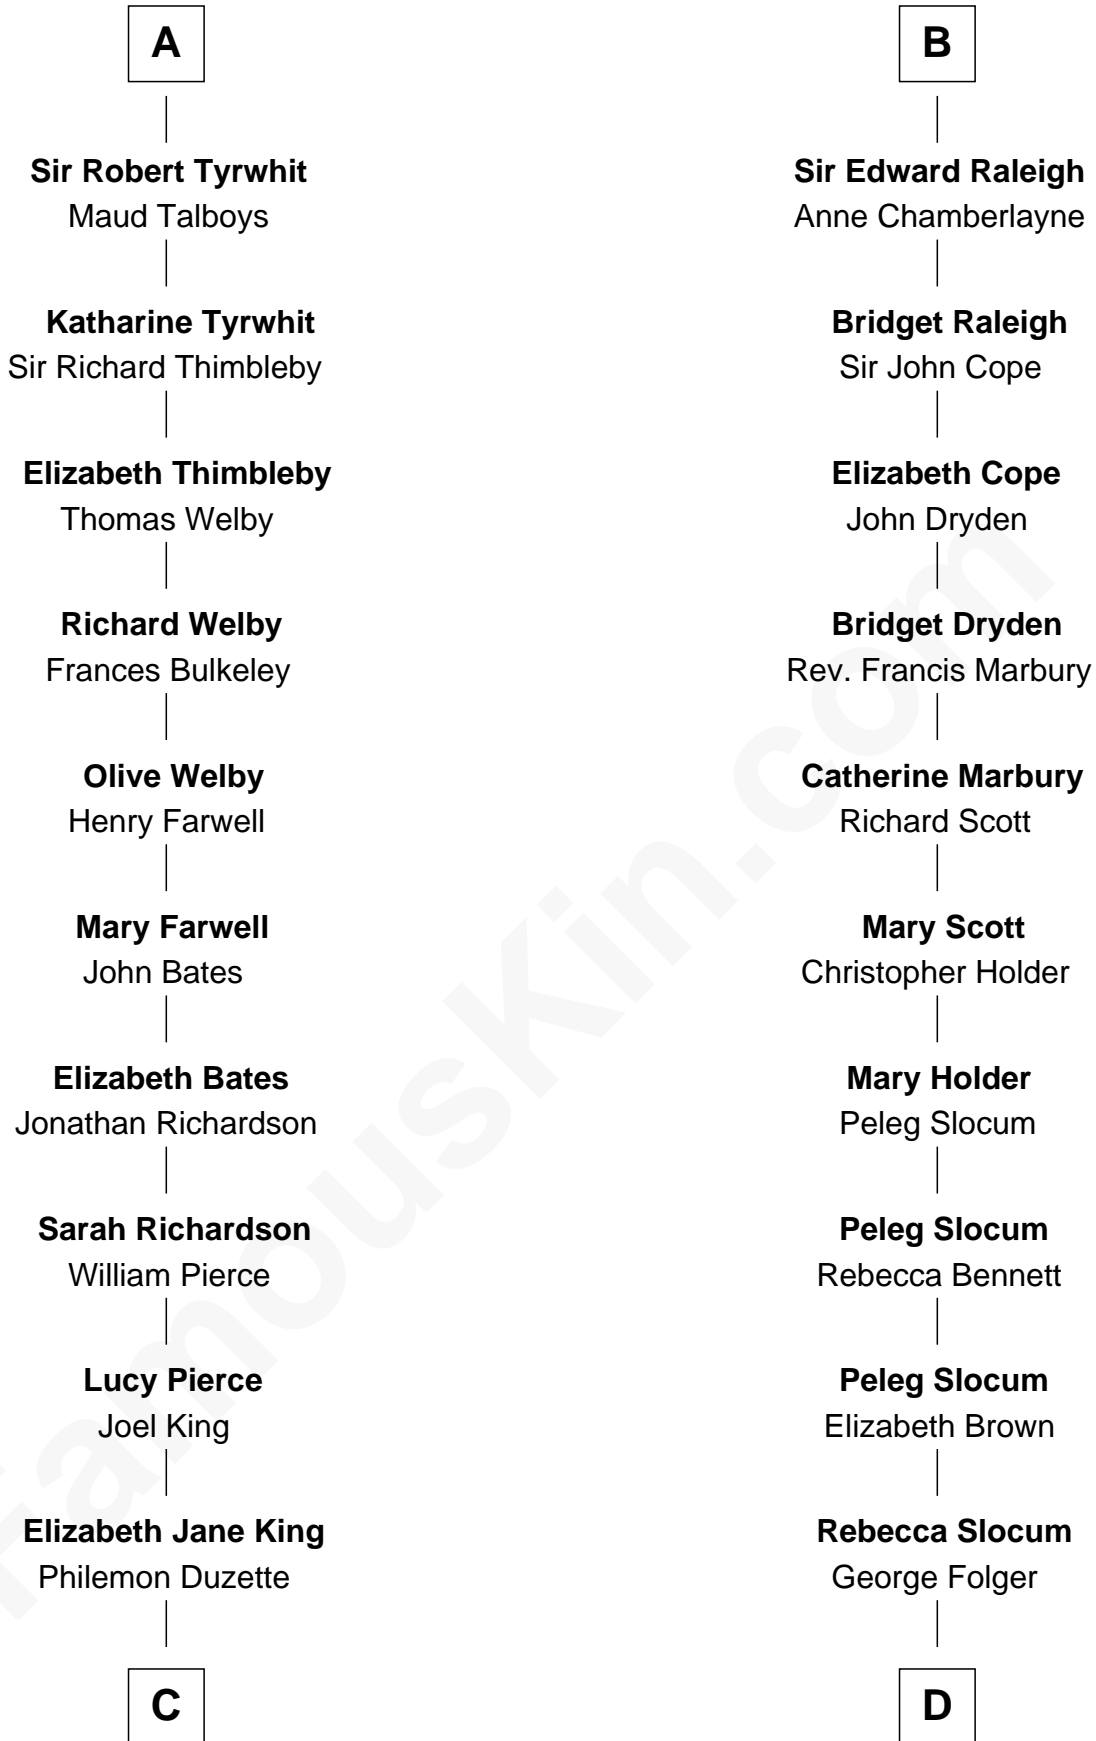 A
Sir Robert Tyrwhit
Maud Talboys
Katharine Tyrwhit
Sir Richard Thimbleby
Elizabeth Thimbleby
Thomas Welby
Richard Welby
Frances Bulkeley
Olive Welby
Henry Farwell
Mary Farwell
John Bates
Elizabeth Bates
Jonathan Richardson
Sarah Richardson
William Pierce
Lucy Pierce
Joel King
Elizabeth Jane King
Philemon Duzette
C
B
Sir Edward Raleigh
Anne Chamberlayne
Bridget Raleigh
Sir John Cope
Elizabeth Cope
John Dryden
Bridget Dryden
Rev. Francis Marbury
Catherine Marbury
Richard Scott
Mary Scott
Christopher Holder
Mary Holder
Peleg Slocum
Peleg Slocum
Rebecca Bennett
Peleg Slocum
Elizabeth Brown
Rebecca Slocum
George Folger
D
FamousKin.com